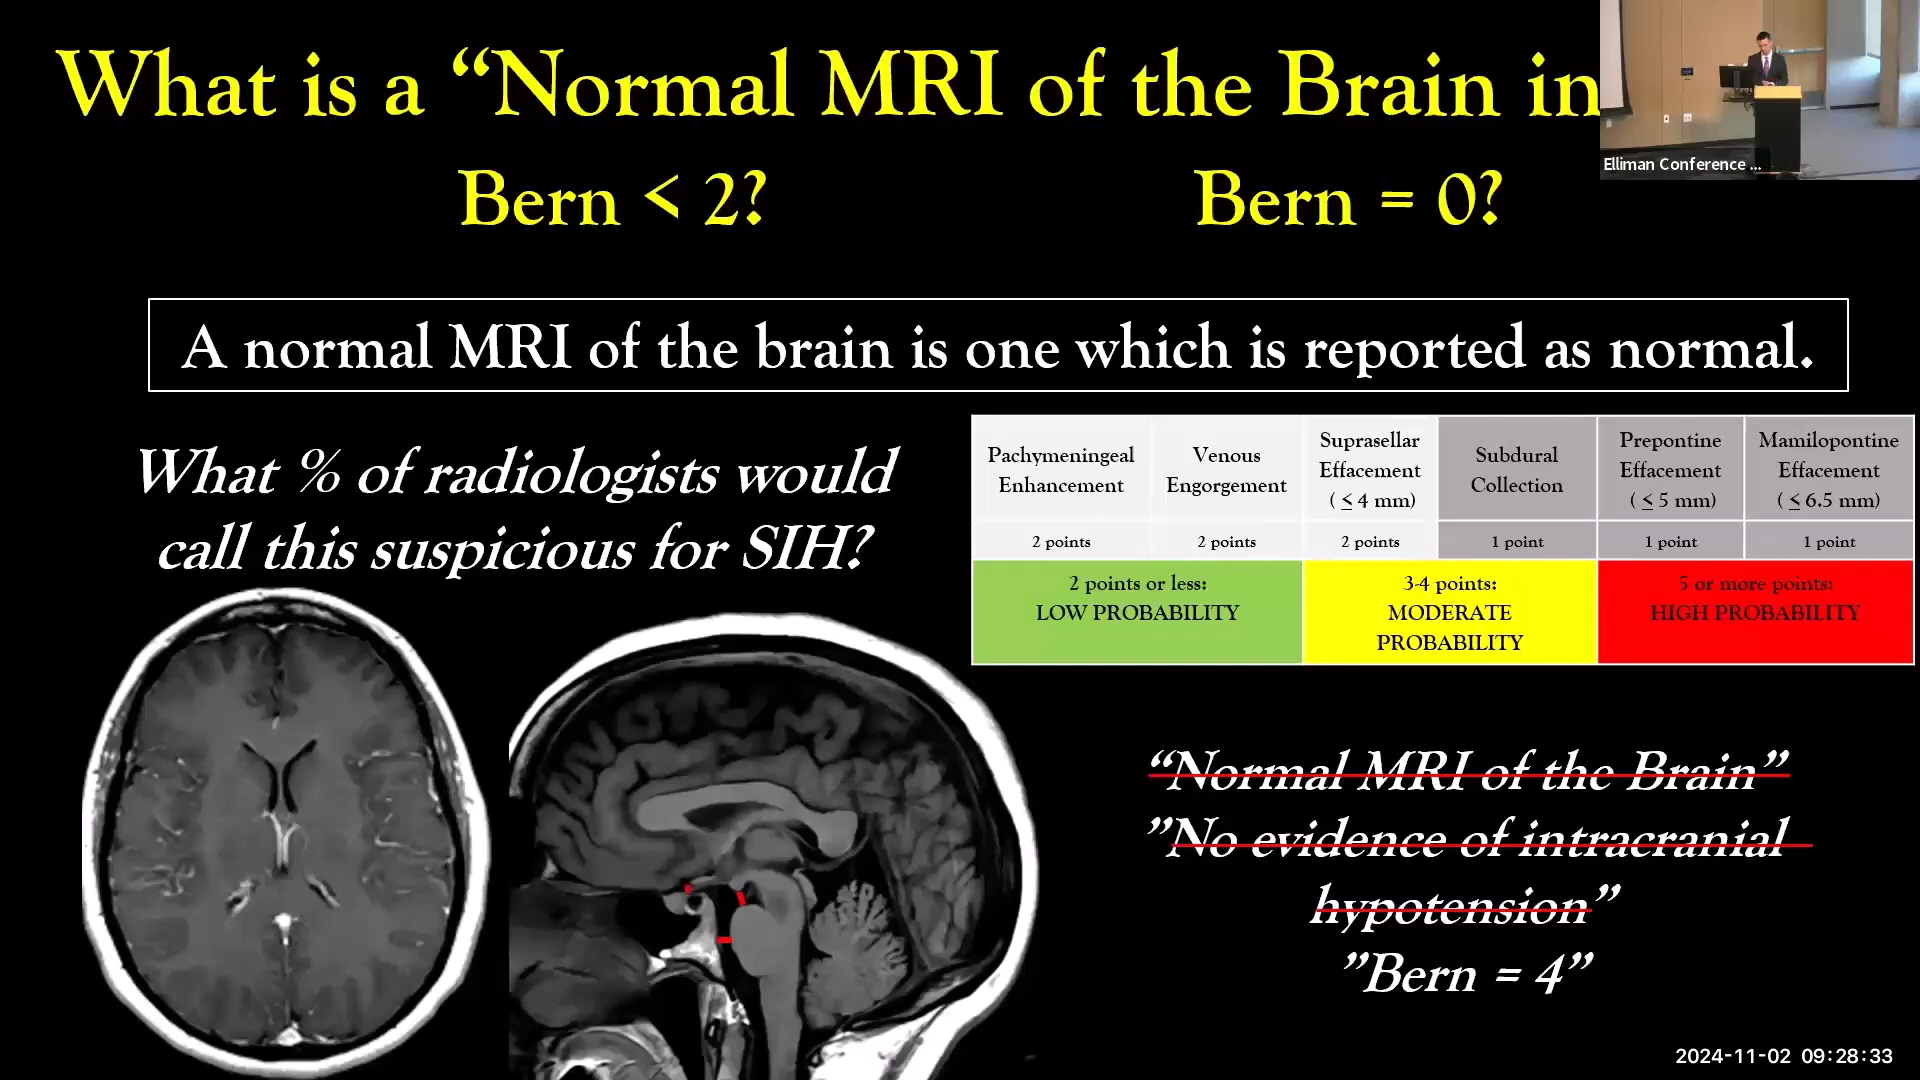 What is a “Normal MRI of the Brain in
Bern < 2?
Bern = 0?
Elliman Conference ...
A normal MRI of the brain is one which is reported as normal.
What % of radiologists would
call this suspicious for SIH?
Pachymeningeal
Enhancement
Venous
Engorgement
Suprasellar
Effacement
( ≤ 4 mm)
Subdural
Collection
Prepontine
Effacement
( ≤ 5 mm)
Mamilopontine
Effacement
( ≤ 6.5 mm)
2 points
2 points
2 points
1 point
1 point
1 point
2 points or less:
LOW PROBABILITY
3-4 points:
MODERATE
PROBABILITY
5 or more points:
HIGH PROBABILITY
“Normal MRI of the Brain”
”No evidence of intracranial
hypotension”
”Bern = 4”
2024-11-02 09:28:33